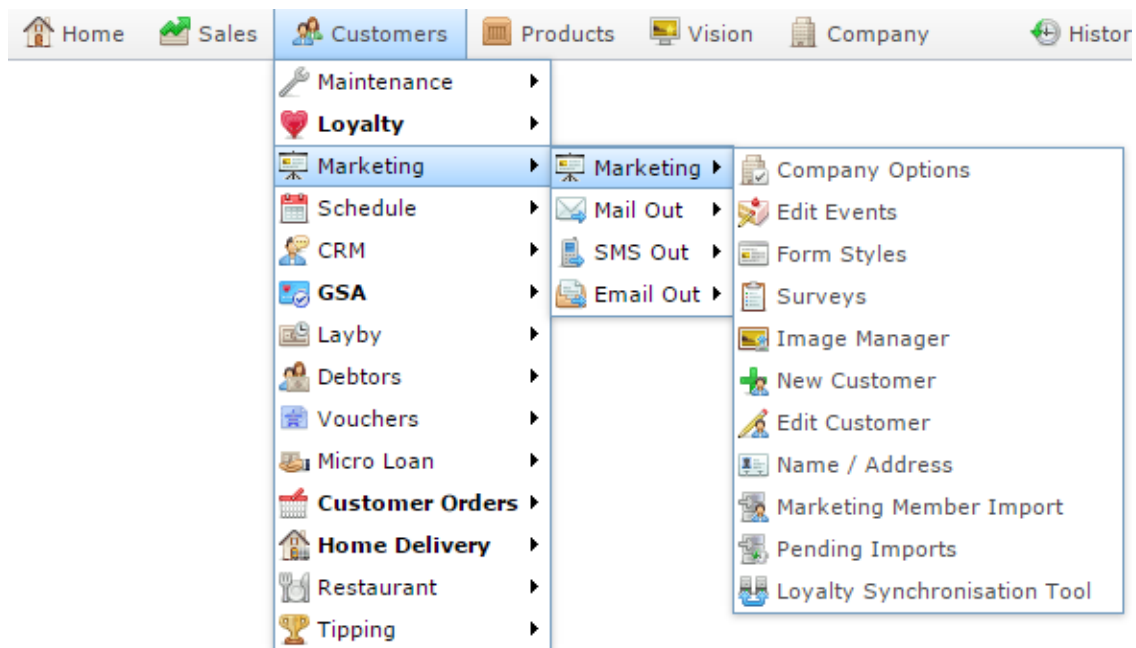 Home Sales Customers Products Vision Company Histor
Maintenance
Loyalty
Marketing
Schedule
CRM
GSA
Layby
Debtors
Vouchers
Micro Loan
Customer Orders
Home Delivery
Restaurant
Tipping
Marketing
Mail Out
SMS Out
Email Out
Company Options
Edit Events
Form Styles
Surveys
Image Manager
New Customer
Edit Customer
Name / Address
Marketing Member Import
Pending Imports
Loyalty Synchronisation Tool